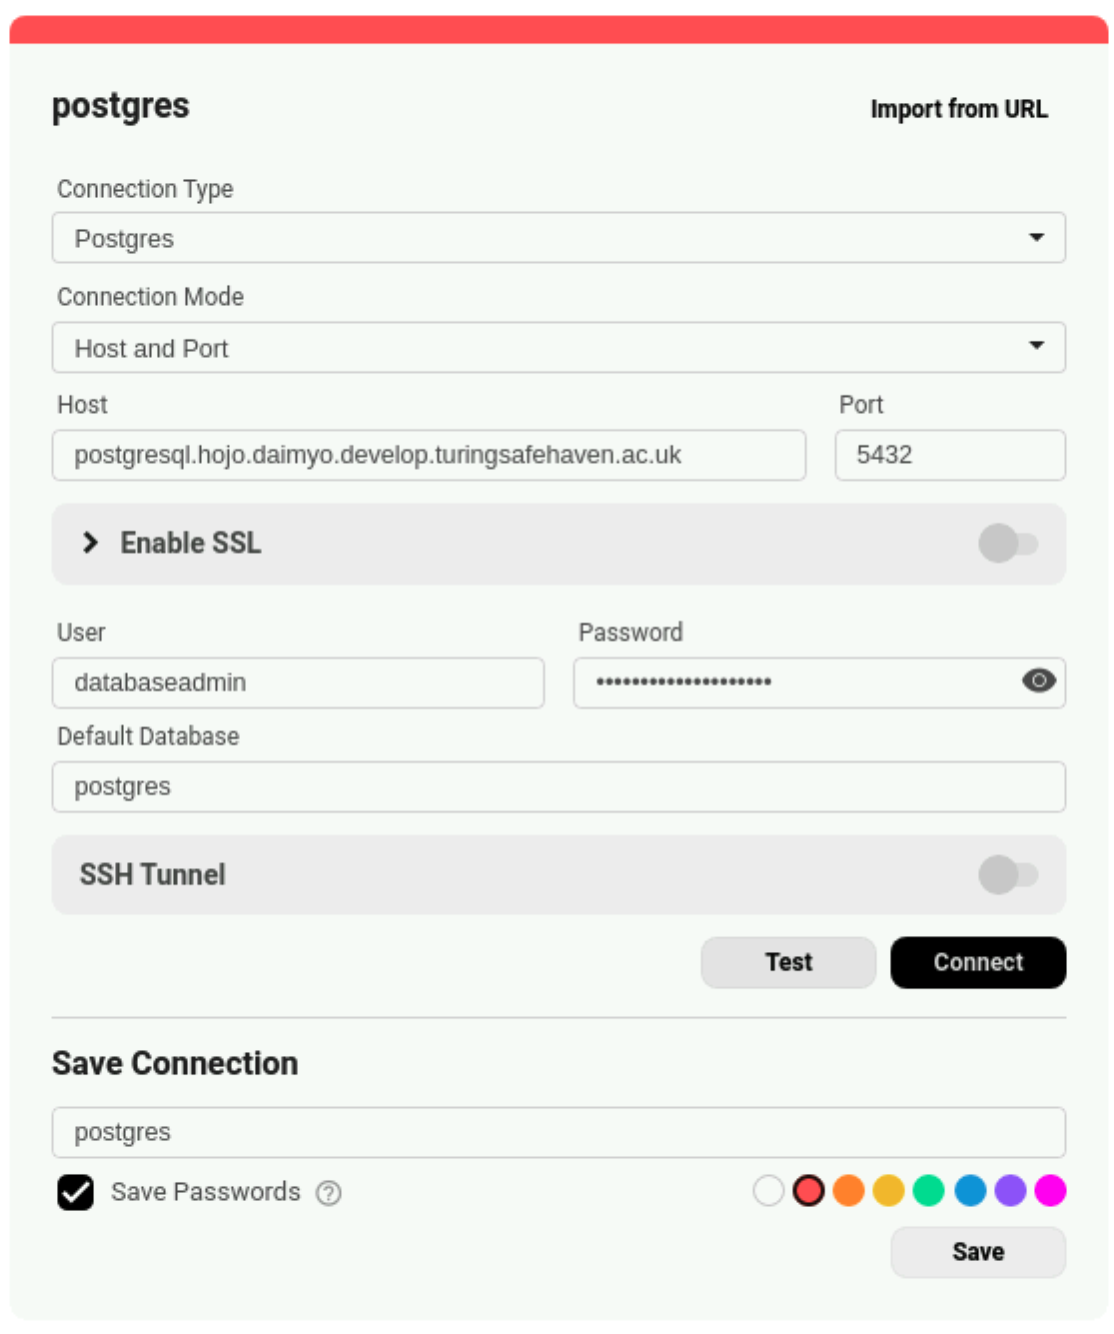 postgres
Import from URL
Connection Type
Postgres
Connection Mode
Host and Port
Host
Port
postgresql.hojo.daimyo.develop.turingsafehaven.ac.uk
5432
Enable SSL
User
Password
databaseadmin
••••••••••••••••••••
Default Database
postgres
SSH Tunnel
Test
Connect
Save Connection
postgres
Save Passwords ?
Save